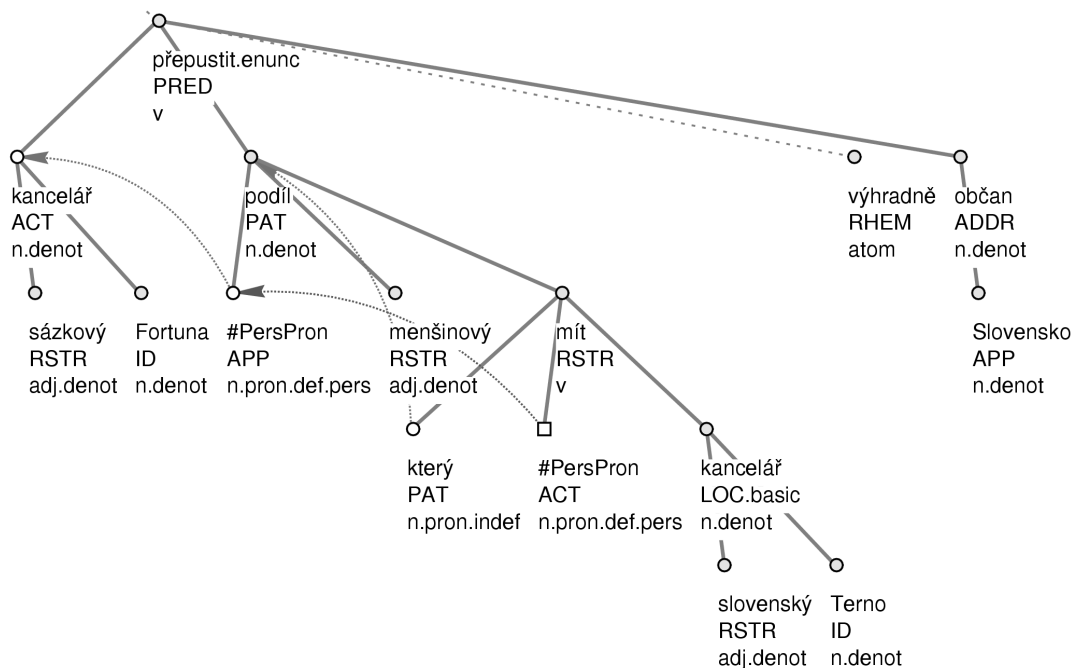 přepustit.enunc
PRED
v
kancelář
ACT
n.denot
podíl
PAT
n.denot
výhradně
RHEM
atom
občan
ADDR
n.denot
sázkový
RSTR
adj.denot
Fortuna
ID
n.denot
#PersPron
APP
n.pron.def.pers
menšinový
RSTR
adj.denot
mít
RSTR
v
Slovensko
APP
n.denot
který
PAT
n.pron.indef
#PersPron
ACT
n.pron.def.pers
kancelář
LOC.basic
n.denot
slovenský
RSTR
adj.denot
Terno
ID
n.denot